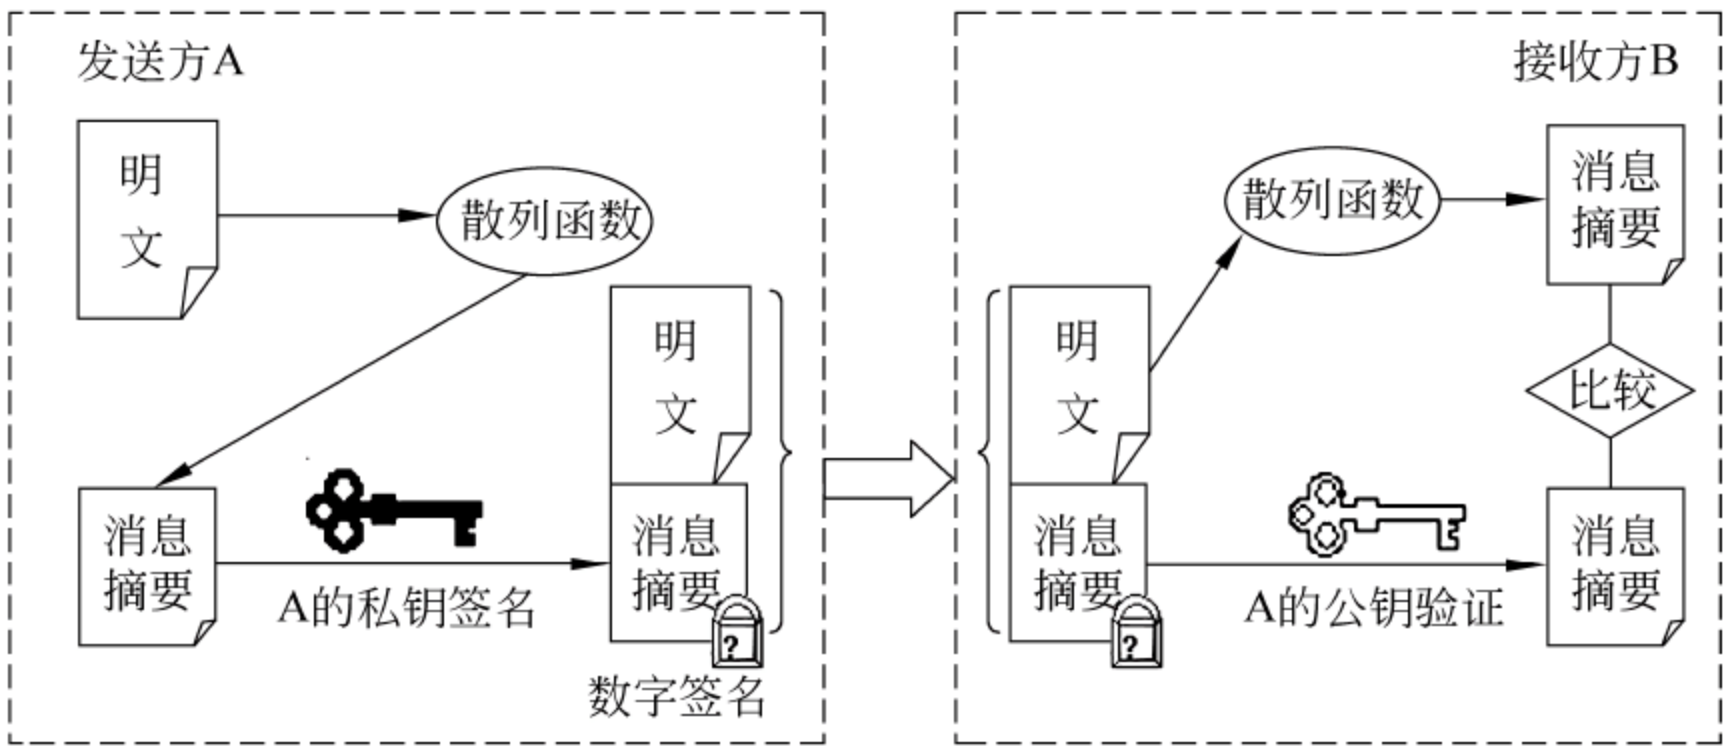 发送方A
明
文
散列函数
消息
摘要
A的私钥签名
明
文
消息
摘要
?
数字签名
接收方B
明
文
消息
摘要
?
散列函数
消息
摘要
比较
A的公钥验证
消息
摘要